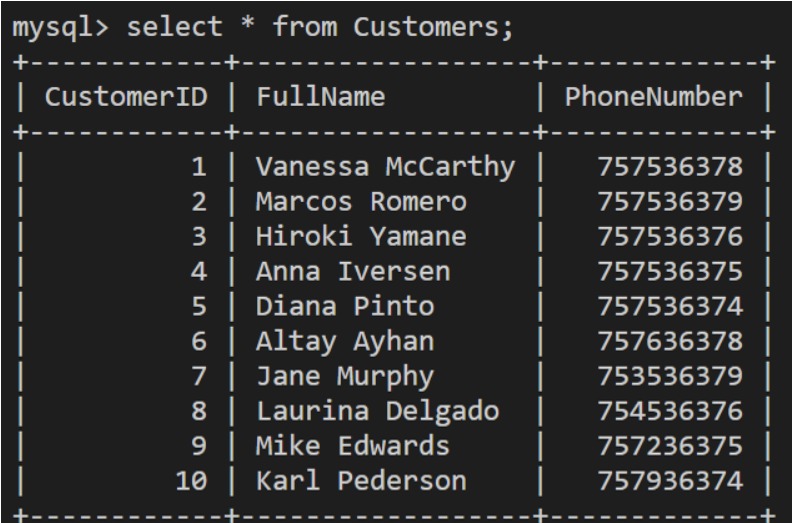 mysql> select * from Customers;
+------------+------------------+-------------+
| CustomerID | FullName         | PhoneNumber |
+------------+------------------+-------------+
|          1 | Vanessa McCarthy |   757536378 |
|          2 | Marcos Romero    |   757536379 |
|          3 | Hiroki Yamane    |   757536376 |
|          4 | Anna Iversen     |   757536375 |
|          5 | Diana Pinto      |   757536374 |
|          6 | Altay Ayhan      |   757636378 |
|          7 | Jane Murphy      |   753536379 |
|          8 | Laurina Delgado  |   754536376 |
|          9 | Mike Edwards     |   757236375 |
|         10 | Karl Pederson    |   757936374 |
+------------+------------------+-------------+